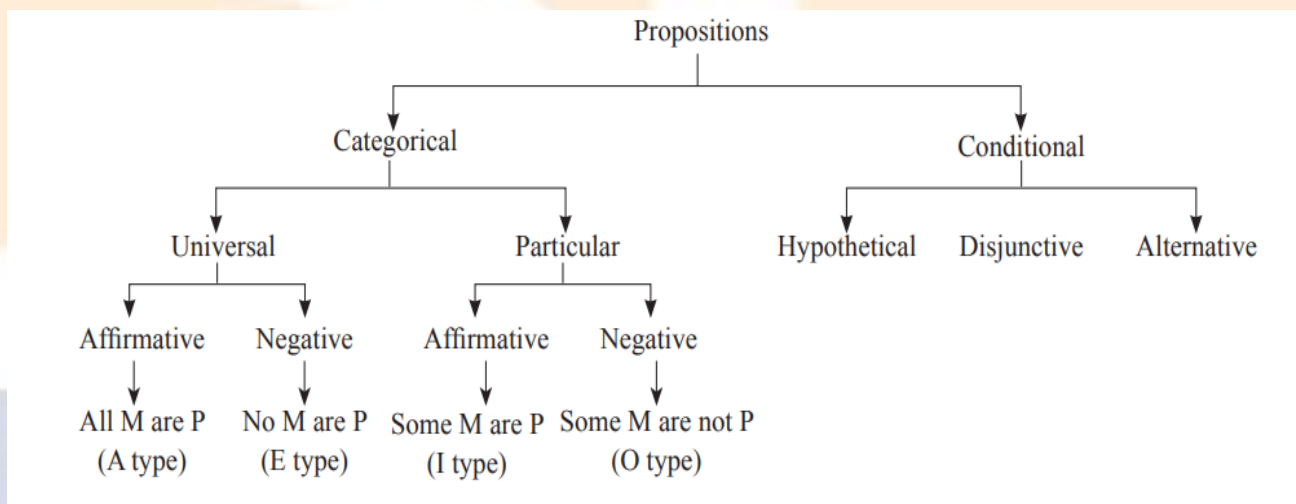 Propositions
Categorical
Conditional
Universal
Particular
Hypothetical
Disjunctive
Alternative
Affirmative
Negative
Affirmative
Negative
All M are P
No M are P
Some M are P
Some M are not P
(A type)
(E type)
(I type)
(O type)